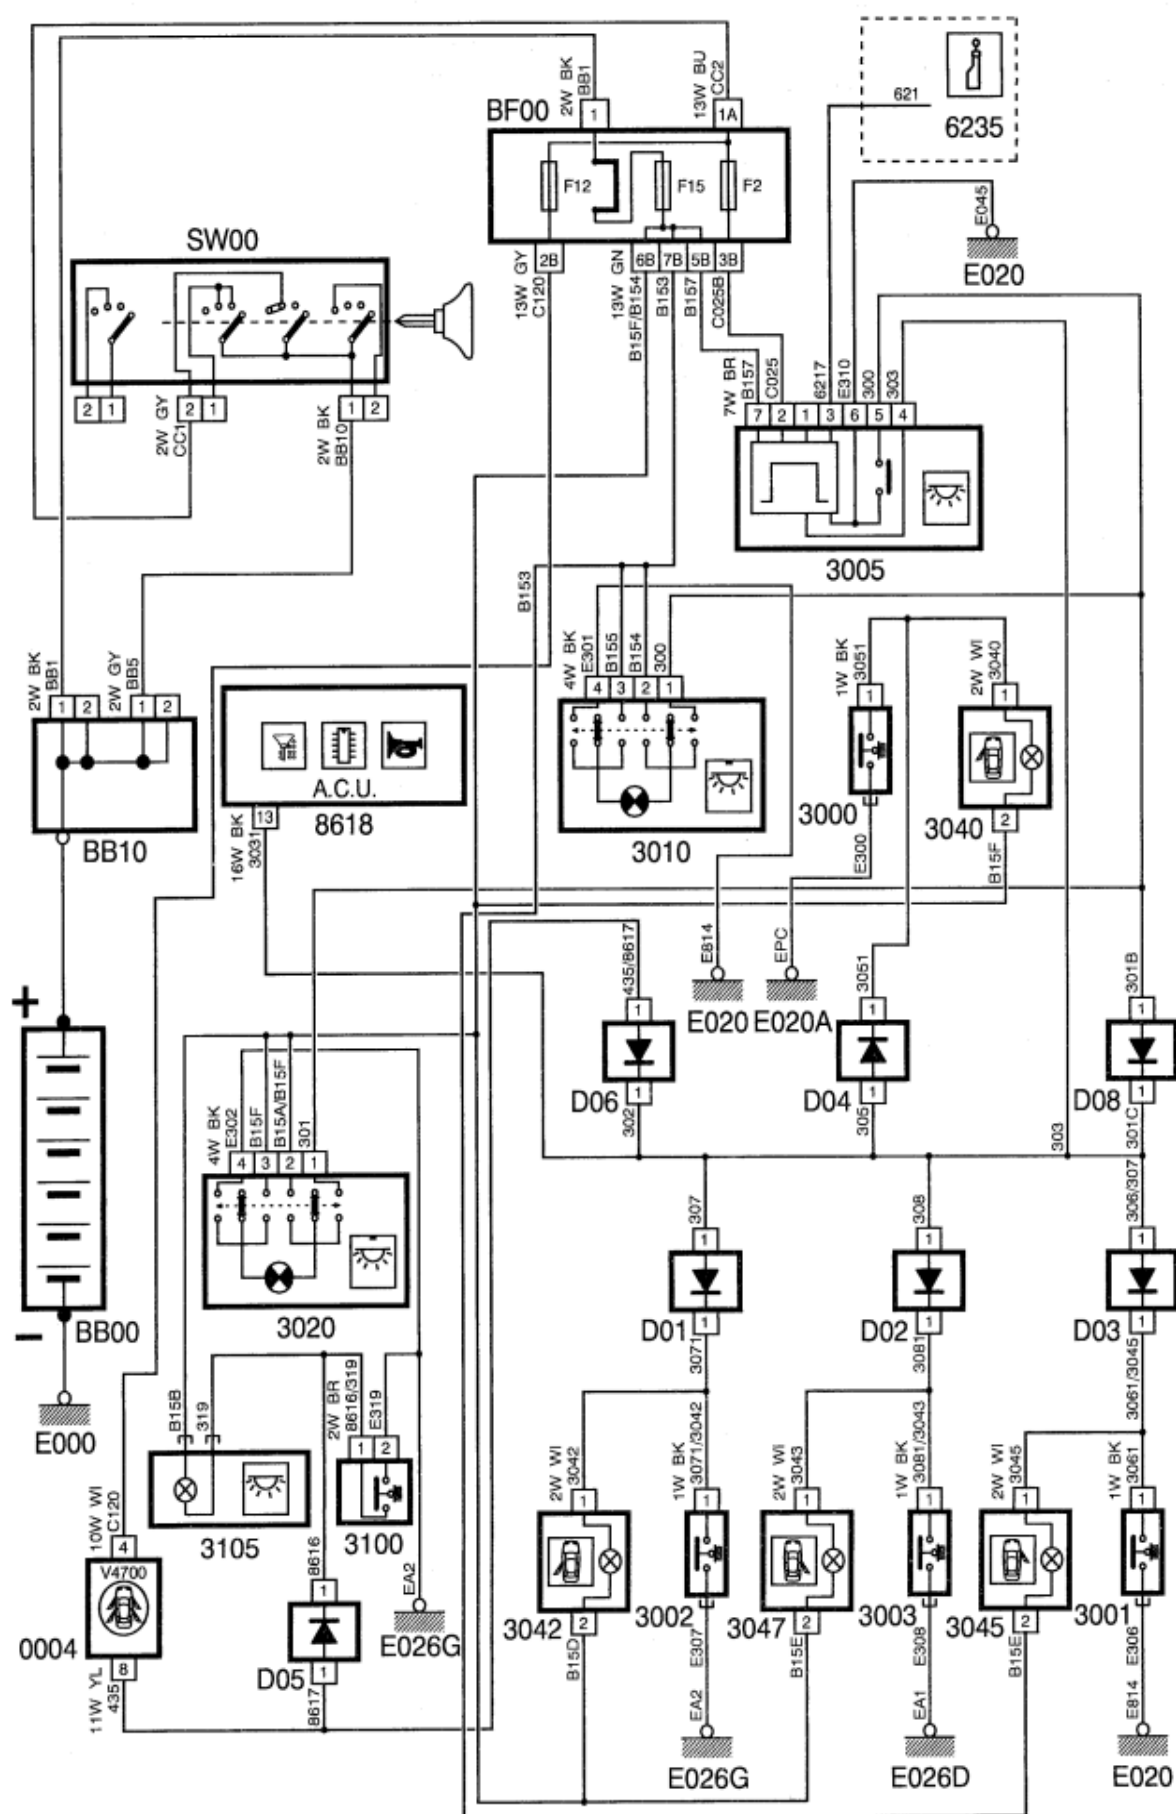 2W BK
BB1
13W BU
CC2
621
6235
BF00
1
1A
F12
F15
F2
E045
E020
SW00
2B
6B
7B
5B
3B
13W GY
C120
13W GN
B15F/B154
B153
B157
C025B
2
1
2
1
1
2
2W GY
CC1
2W BK
BB10
7W BR
B157
C025
6217
E310
300
303
7
2
1
3
6
5
4
3005
B153
2W BK
BB1
2W GY
BB5
1
2
1
2
BB10
A.C.U.
8618
13
16W BK
3031
4W BK
E301
B155
B154
300
4
3
2
1
3010
1W BK
3051
1
3000
E300
2W WI
3040
1
3040
2
B15F
E814
E020
EPC
E020A
435/8617
1
D06
1
302
3051
1
D04
1
305
301B
1
D08
1
301C
303
+
–
BB00
E000
4W BK
E302
B15F
B15A/B15F
301
4
3
2
1
3020
307
1
D01
1
3071
308
1
D02
1
3081
306/307
1
D03
1
3061/3045
B15B
319
3105
2W BR
8616/319
E319
1
2
3100
EA2
E026G
10W WI
C120
4
V4700
0004
8
11W YL
435
8616
1
D05
1
8617
2W WI
3042
1
3042
2
B15D
1W BK
3071/3042
1
3002
E307
EA2
E026G
2W WI
3043
1
3047
2
B15E
1W BK
3081/3043
1
3003
E308
EA1
E026D
2W WI
3045
1
3045
2
B15E
1W BK
3061
1
3001
E306
E814
E020